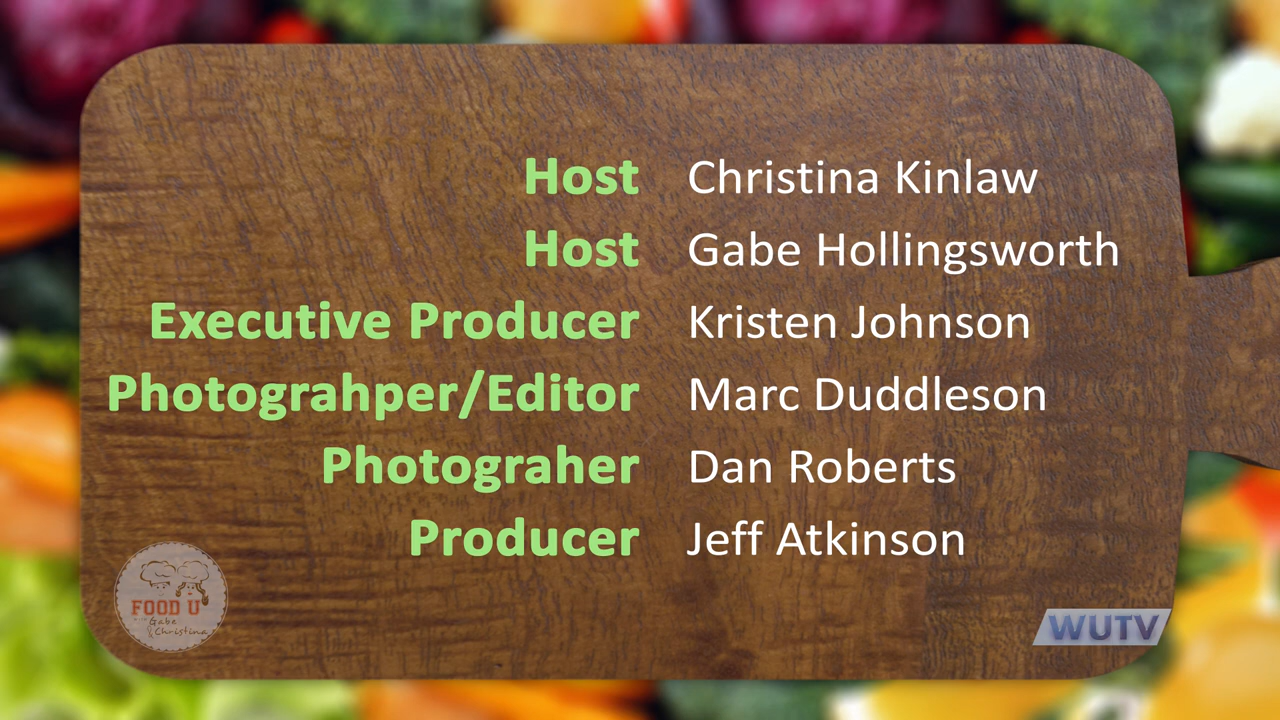 Host Christina Kinlaw
Host Gabe Hollingsworth
Executive Producer Kristen Johnson
Photograhper/Editor Marc Duddleson
Photograher Dan Roberts
Producer Jeff Atkinson
FOOD U
with Gabe
& Christina
WUTV